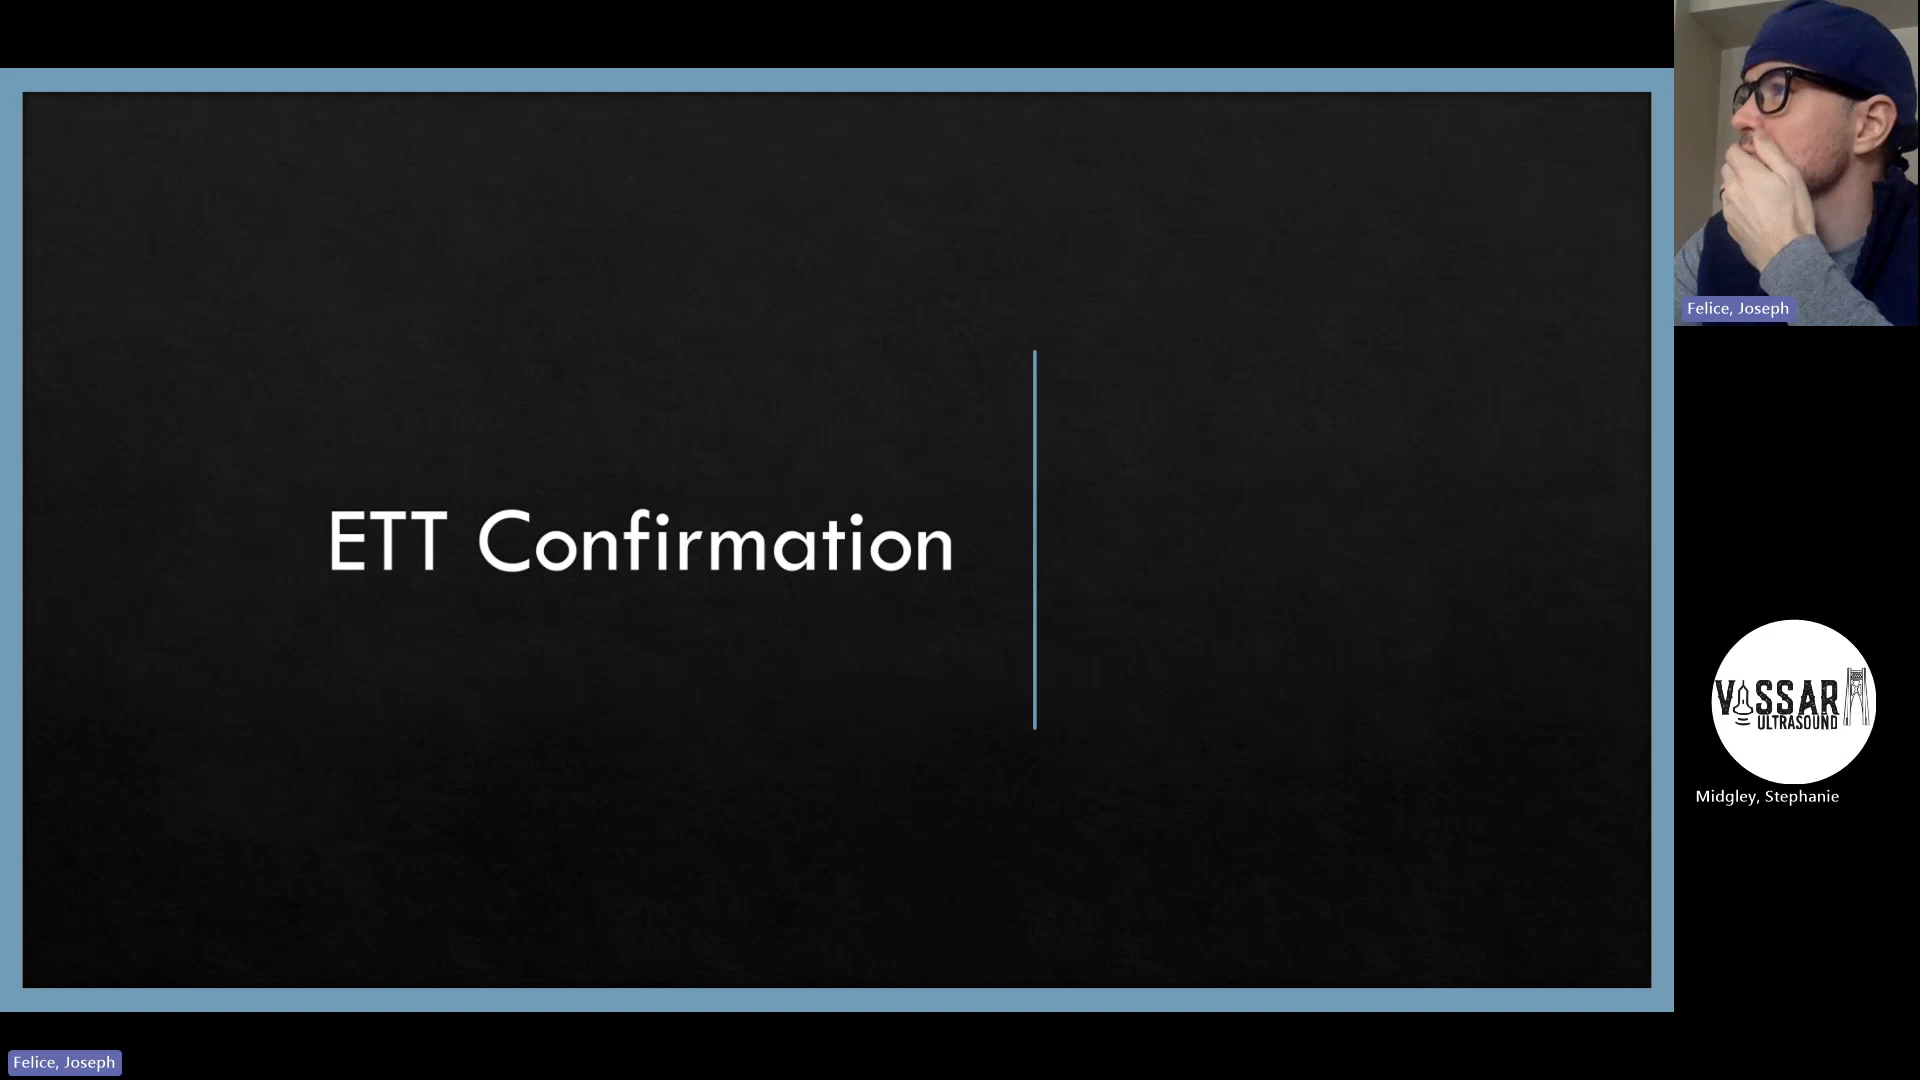 ETT Confirmation
Felice, Joseph
VASSAR
ULTRASOUND
Midgley, Stephanie
Felice, Joseph